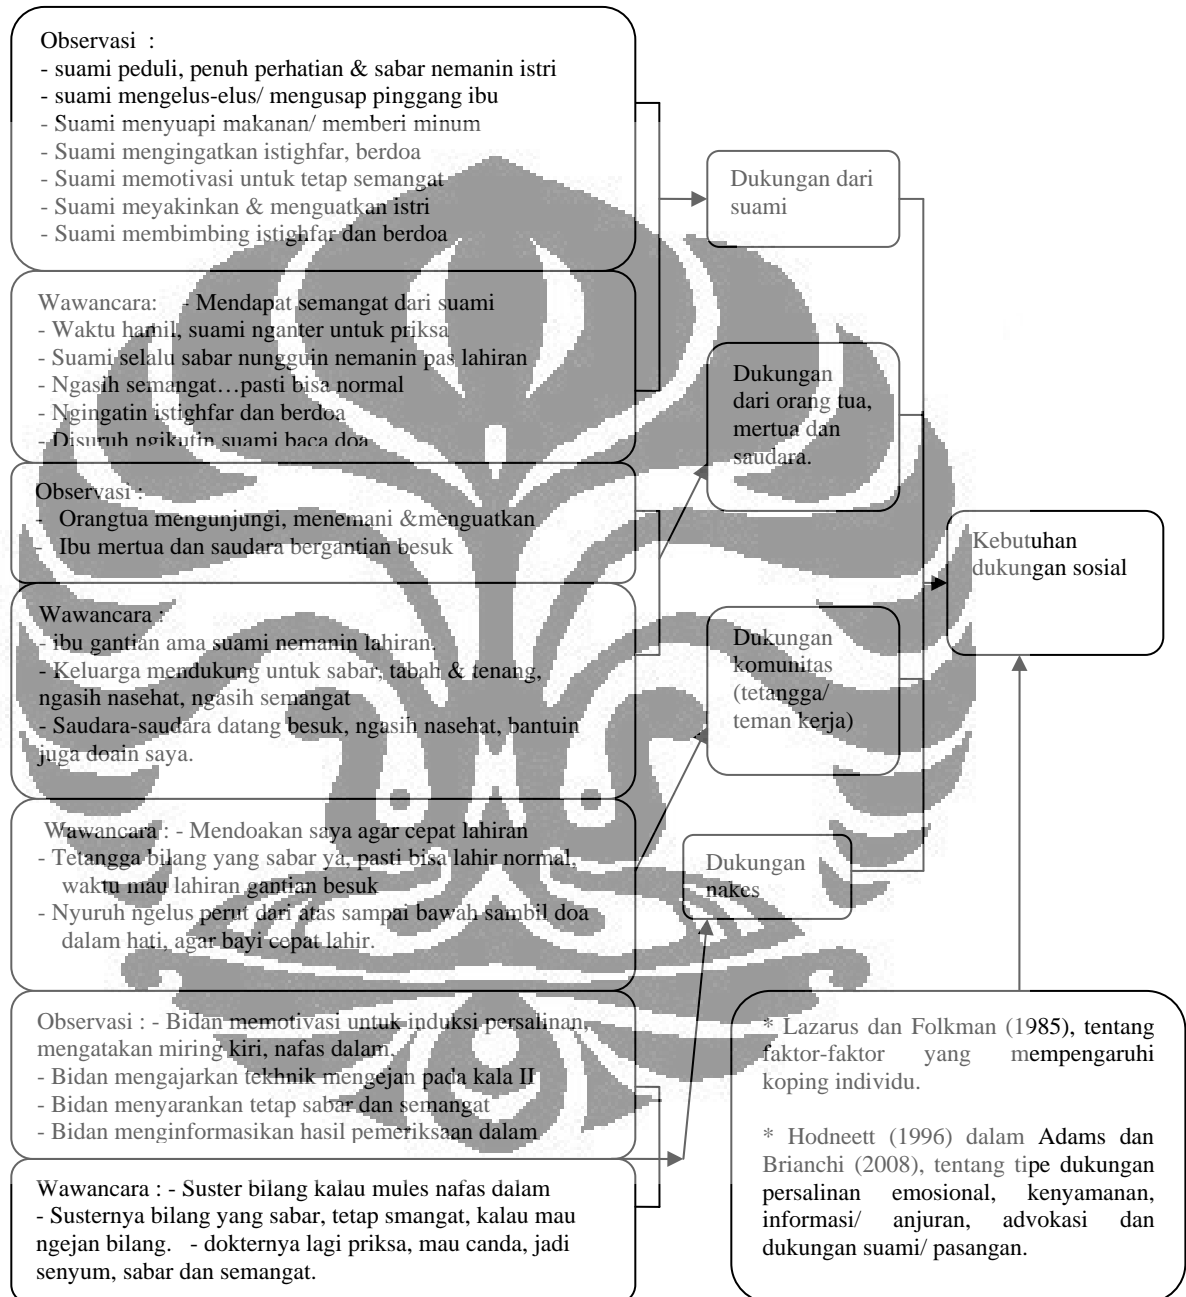 Observasi :
- suami peduli, penuh perhatian & sabar nemanin istri
- suami mengelus-elus/ mengusap pinggang ibu
- Suami menyuapi makanan/ memberi minum
- Suami mengingatkan istighfar, berdoa
- Suami memotivasi untuk tetap semangat
- Suami meyakinkan & menguatkan istri
- Suami membimbing istighfar dan berdoa
Dukungan dari
suami
Wawancara: - Mendapat semangat dari suami
- Waktu hamil, suami nganter untuk priksa
- Suami selalu sabar nungguin nemanin pas lahiran
- Ngasih semangat…pasti bisa normal
- Ngingatin istighfar dan berdoa
- Disuruh ngikutin suami baca doa
Dukungan
dari orang tua,
mertua dan
saudara.
Observasi :
- Orangtua mengunjungi, menemani &menguatkan
- Ibu mertua dan saudara bergantian besuk
Kebutuhan
dukungan sosial
Wawancara :
- ibu gantian ama suami nemanin lahiran.
- Keluarga mendukung untuk sabar, tabah & tenang,
ngasih nasehat, ngasih semangat
- Saudara-saudara datang besuk, ngasih nasehat, bantuin
juga doain saya.
Dukungan
komunitas
(tetangga/
teman kerja)
Wawancara : - Mendoakan saya agar cepat lahiran
- Tetangga bilang yang sabar ya, pasti bisa lahir normal,
waktu mau lahiran gantian besuk
- Nyuruh ngelus perut dari atas sampai bawah sambil doa
dalam hati, agar bayi cepat lahir.
Dukungan
nakes
Observasi : - Bidan memotivasi untuk induksi persalinan,
mengatakan miring kiri, nafas dalam,
- Bidan mengajarkan tekhnik mengejan pada kala II
- Bidan menyarankan tetap sabar dan semangat
- Bidan menginformasikan hasil pemeriksaan dalam
Wawancara : - Suster bilang kalau mules nafas dalam
- Susternya bilang yang sabar, tetap smangat, kalau mau
ngejan bilang. - dokternya lagi priksa, mau canda, jadi
senyum, sabar dan semangat.
* Lazarus dan Folkman (1985), tentang
faktor-faktor yang mempengaruhi
koping individu.
* Hodneett (1996) dalam Adams dan
Brianchi (2008), tentang tipe dukungan
persalinan emosional, kenyamanan,
informasi/ anjuran, advokasi dan
dukungan suami/ pasangan.